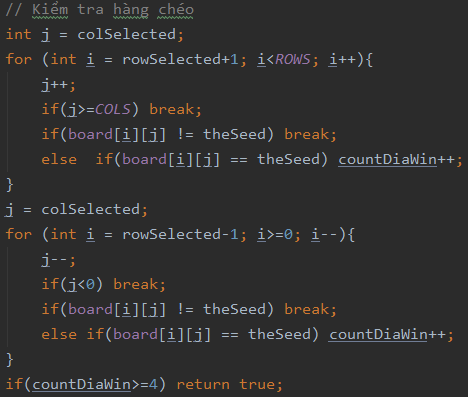 // Kiểm tra hàng chéo
int j = colSelected;
for (int i = rowSelected+1; i<ROWS; i++){
    j++;
    if(j>=COLS) break;
    if(board[i][j] != theSeed) break;
    else  if(board[i][j] == theSeed) countDiaWin++;
}
j = colSelected;
for (int i = rowSelected-1; i>=0; i--){
    j--;
    if(j<0) break;
    if(board[i][j] != theSeed) break;
    else if(board[i][j] == theSeed) countDiaWin++;
}
if(countDiaWin>=4) return true;